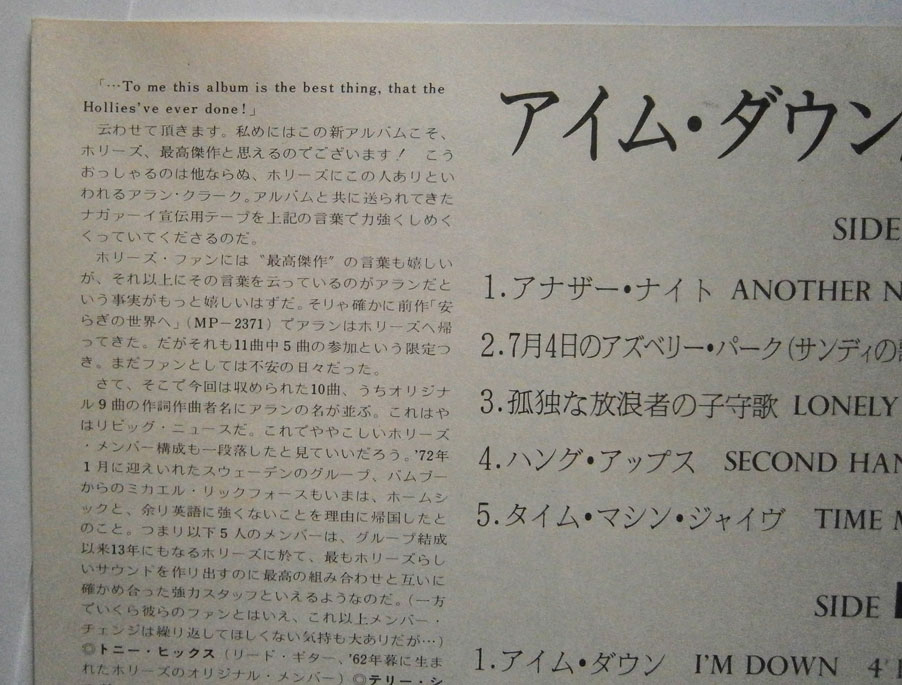 「…To me this album is the best thing, that the
Hollies've ever done!」
云わせて頂きます。私めにはこの新アルバムこそ、
ホリーズ、最高傑作と思えるのでございます！ こう
おっしゃるのは他ならぬ、ホリーズにこの人ありとい
われるアラン・クラーク。アルバムと共に送られてきた
ナガァーイ宣伝用テープを上記の言葉で力強くしめく
くっていてくださるのだ。
ホリーズ・ファンには〝最高傑作〟の言葉も嬉しい
が、それ以上にその言葉を云っているのがアランだと
いう事実がもっと嬉しいはずだ。そりゃ確かに前作「安
らぎの世界へ」(MP−2371) でアランはホリーズへ帰
ってきた。だがそれも11曲中5曲の参加という限定つ
き。まだファンとしては不安の日々だった。
さて、そこで今回は収められた10曲、うちオリジナ
ル9曲の作詞作曲者名にアランの名が並ぶ。これはや
はりビッグ・ニュースだ。これでややこしいホリーズ
・メンバー構成も一段落したと見ていいだろう。'72年
1月に迎えいれたスウェーデンのグループ、バムブー
からのミカエル・リックフォースもいまは、ホームシ
ックと、余り英語に強くないことを理由に帰国したと
のこと。つまり以下5人のメンバーは、グループ結成
以来13年にもなるホリーズに於て、最もホリーズらし
いサウンドを作り出すのに最高の組み合わせと互いに
確かめ合った強力スタッフといえるようなのだ。(一方
でいくら彼らのファンとはいえ、これ以上メンバー・
チェンジは繰り返してほしくない気持も大ありだが…)
◎トニー・ヒックス (リード・ギター、'62年暮に生ま
れたホリーズのオリジナル・メンバー) ◎テリー・シ
アイム・ダウン
SIDE
1.アナザー・ナイト ANOTHER N
2.7月4日のアズベリー・パーク(サンディの
3.孤独な放浪者の子守歌 LONELY
4.ハング・アップス SECOND HAN
5.タイム・マシン・ジャイヴ TIME M
SIDE
1.アイム・ダウン I'M DOWN 4'